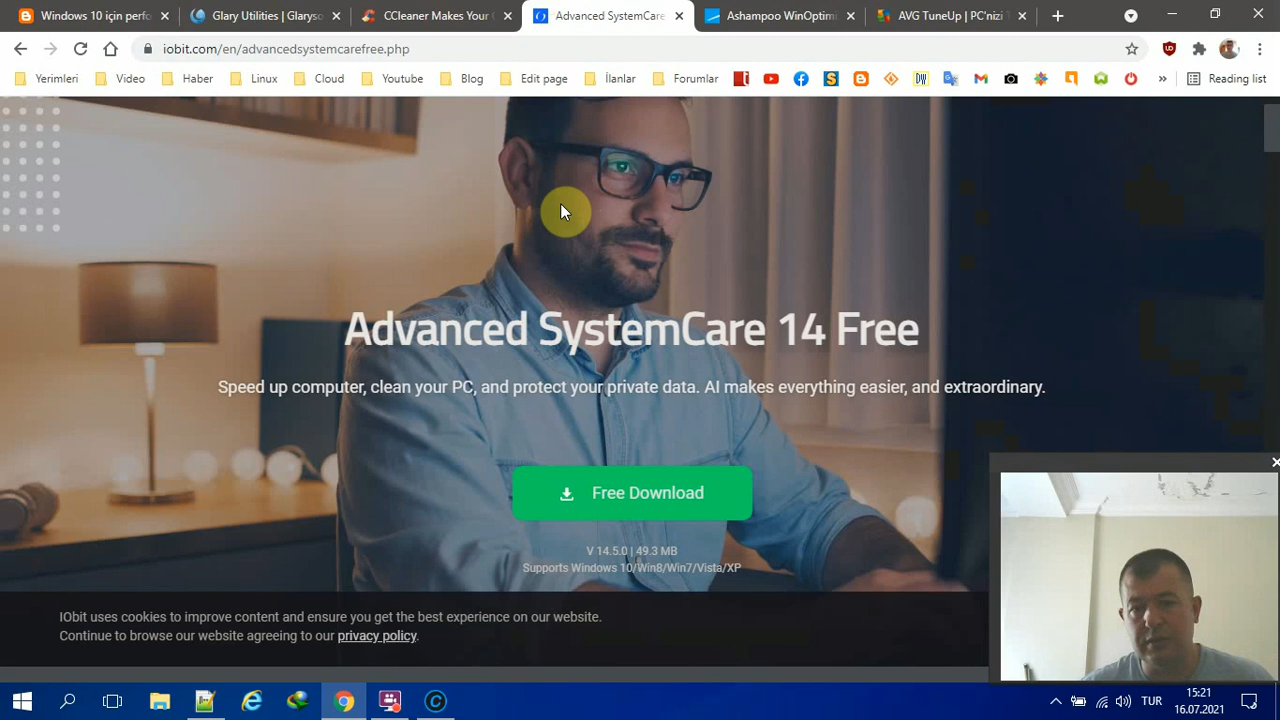 Windows 10 için perfo
Glary Utilities | Glaryso
CCleaner Makes Your C
Advanced SystemCare
Ashampoo WinOptimi
AVG TuneUp | PC'nizi T
iobit.com/en/advancedsystemcarefree.php
Yerimleri
Video
Haber
Linux
Cloud
Youtube
Blog
Edit page
İlanlar
Forumlar
Reading list
Advanced SystemCare 14 Free
Speed up computer, clean your PC, and protect your private data. AI makes everything easier, and extraordinary.
Free Download
V 14.5.0 | 49.3 MB
Supports Windows 10/Win8/Win7/Vista/XP
IObit uses cookies to improve content and ensure you get the best experience on our website.
Continue to browse our website agreeing to our privacy policy.
TUR
15:21
16.07.2021